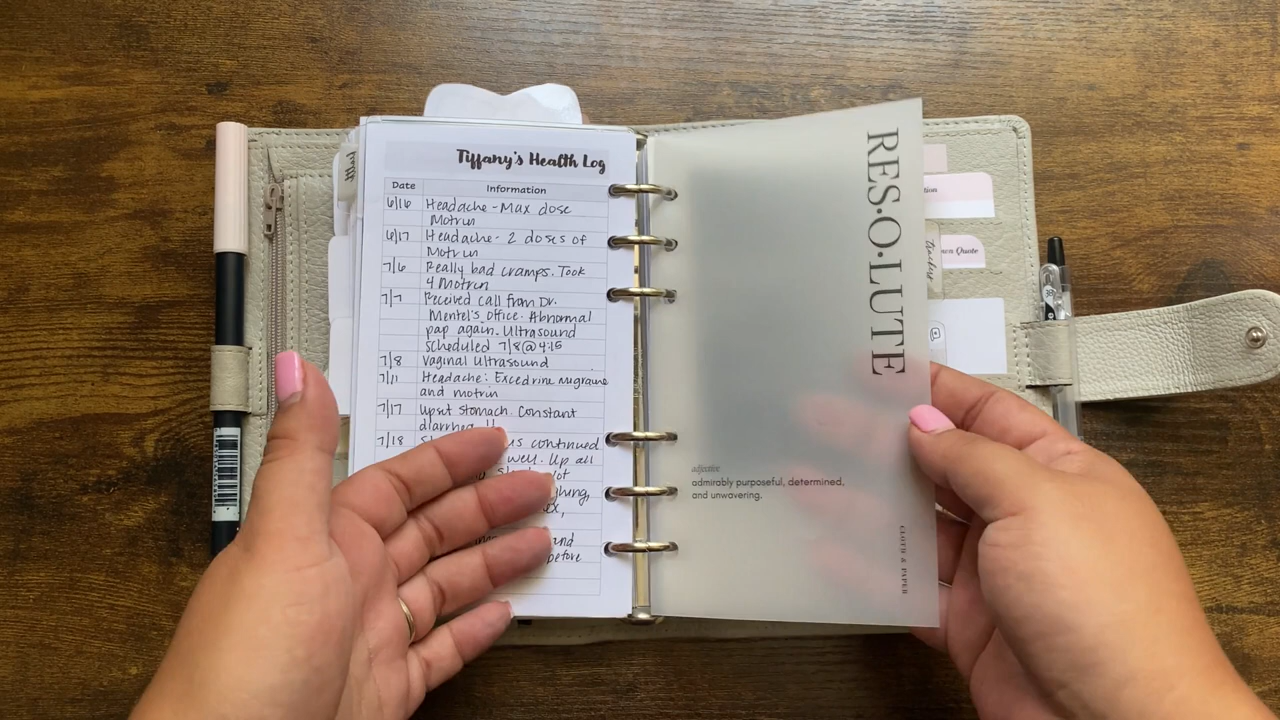 Tiffany's Health Log
Date Information
6/16 Headache - Max dose
Motrin
6/17 Headache - 2 doses of
Motrin
7/6 Really bad cramps. Took
4 Motrin
7/7 Received call from Dr.
Mentel's office. Abnormal
pap again. Ultrasound
scheduled 7/8 @ 4:15
7/8 Vaginal Ultrasound
7/11 Headache: Excedrine migraine
and motrin
7/17 Upset stomach. Constant
diarrhea
7/18 continued
well. Up all
before
RES·O·LUTE
adjective
admirably purposeful, determined,
and unwavering.
CLOTH & PAPER
tion
Quote